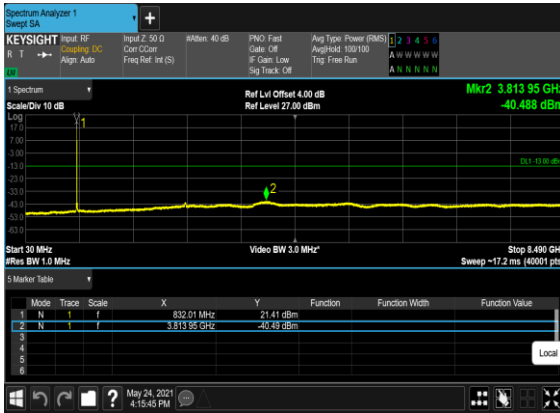 Spectrum Analyzer 1
Swept SA
+
KEYSIGHT Input: RF Input Z: 50 Ω #Atten: 40 dB PNO: Fast Avg Type: Power (RMS) 1 2 3 4 5 6
R T Coupling: DC Corr CCorr Gate: Off Avg|Hold: 100/100 A W W W W W
Align: Auto Freq Ref: Int (S) IF Gain: Low Trig: Free Run
Sig Track: Off A N N N N N
1 Spectrum Ref Lvl Offset 4.00 dB Mkr2 3.813 95 GHz
Scale/Div 10 dB Ref Level 27.00 dBm -40.488 dBm
Log
17.0 1
7.00
-3.00
-13.0 DL1 -13.00 dBm
-23.0
-33.0 2
-43.0
-53.0
-63.0
Start 30 MHz Video BW 3.0 MHz* Stop 8.490 GHz
#Res BW 1.0 MHz Sweep ~17.2 ms (40001 pts)
5 Marker Table
Mode Trace Scale X Y Function Function Width Function Value
1 N 1 f 832.01 MHz 21.41 dBm
2 N 1 f 3.813 95 GHz -40.49 dBm
3
4
5
6
Local
? May 24, 2021
4:15:45 PM